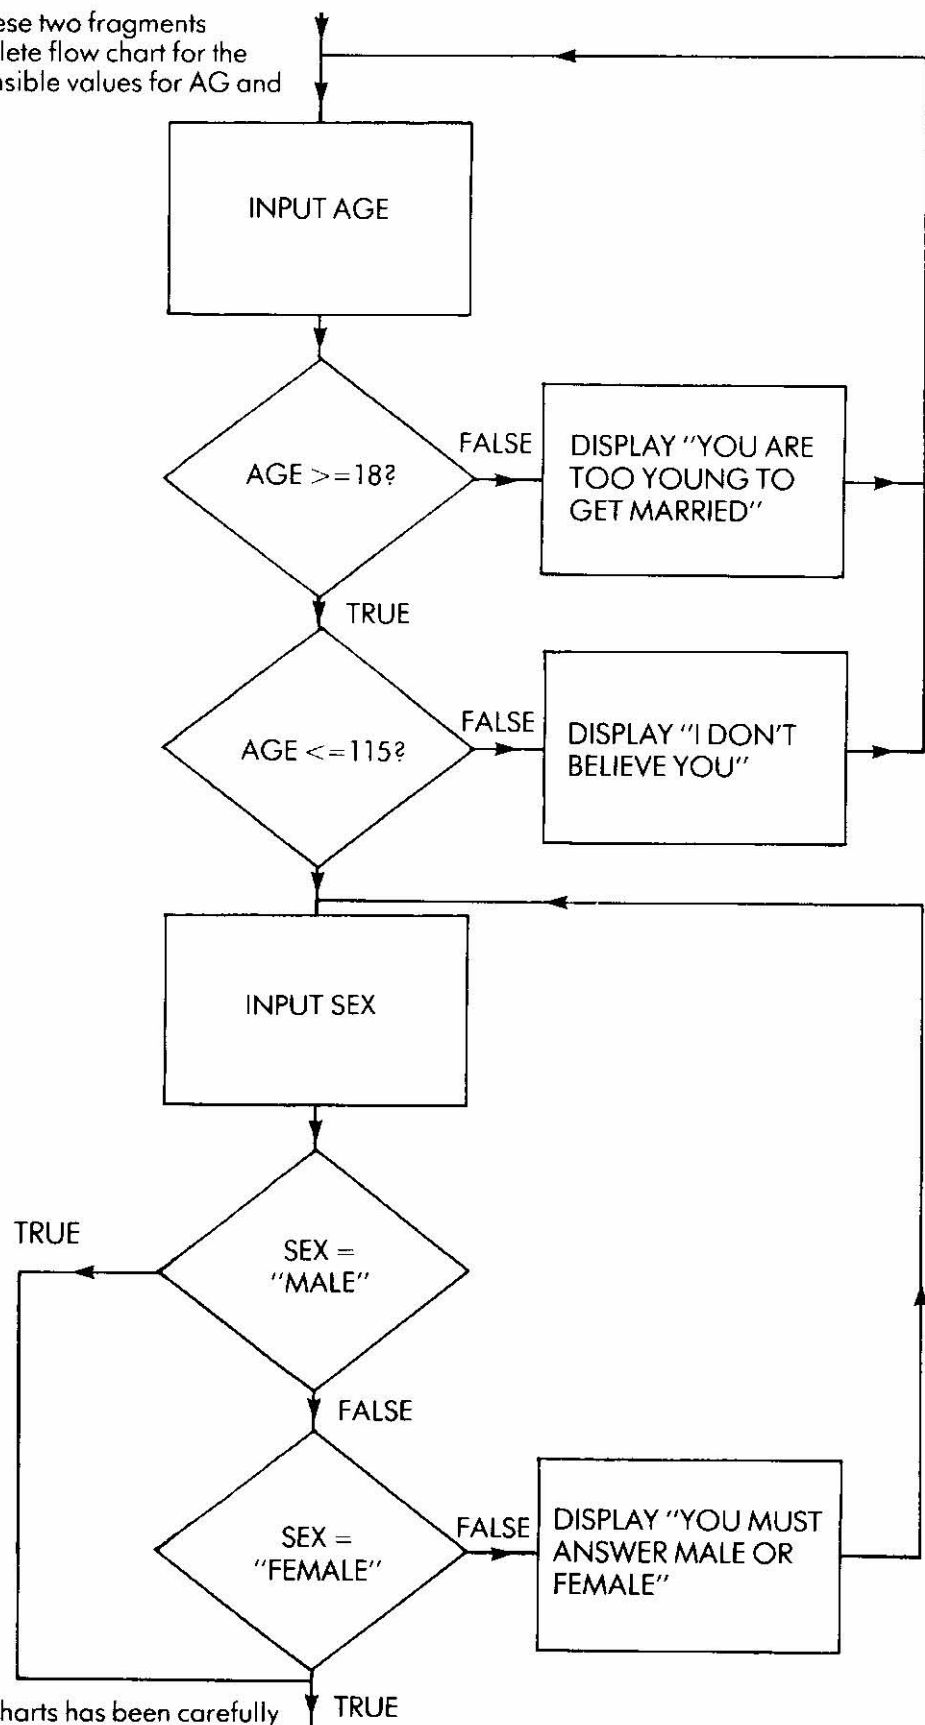 ese two fragments
lete flow chart for the
nsible values for AG and
INPUT AGE
AGE >=18?
FALSE
DISPLAY "YOU ARE
TOO YOUNG TO
GET MARRIED"
TRUE
AGE <=115?
FALSE
DISPLAY "I DON'T
BELIEVE YOU"
INPUT SEX
TRUE
SEX =
"MALE"
FALSE
SEX =
"FEMALE"
FALSE
DISPLAY "YOU MUST
ANSWER MALE OR
FEMALE"
TRUE
harts has been carefully